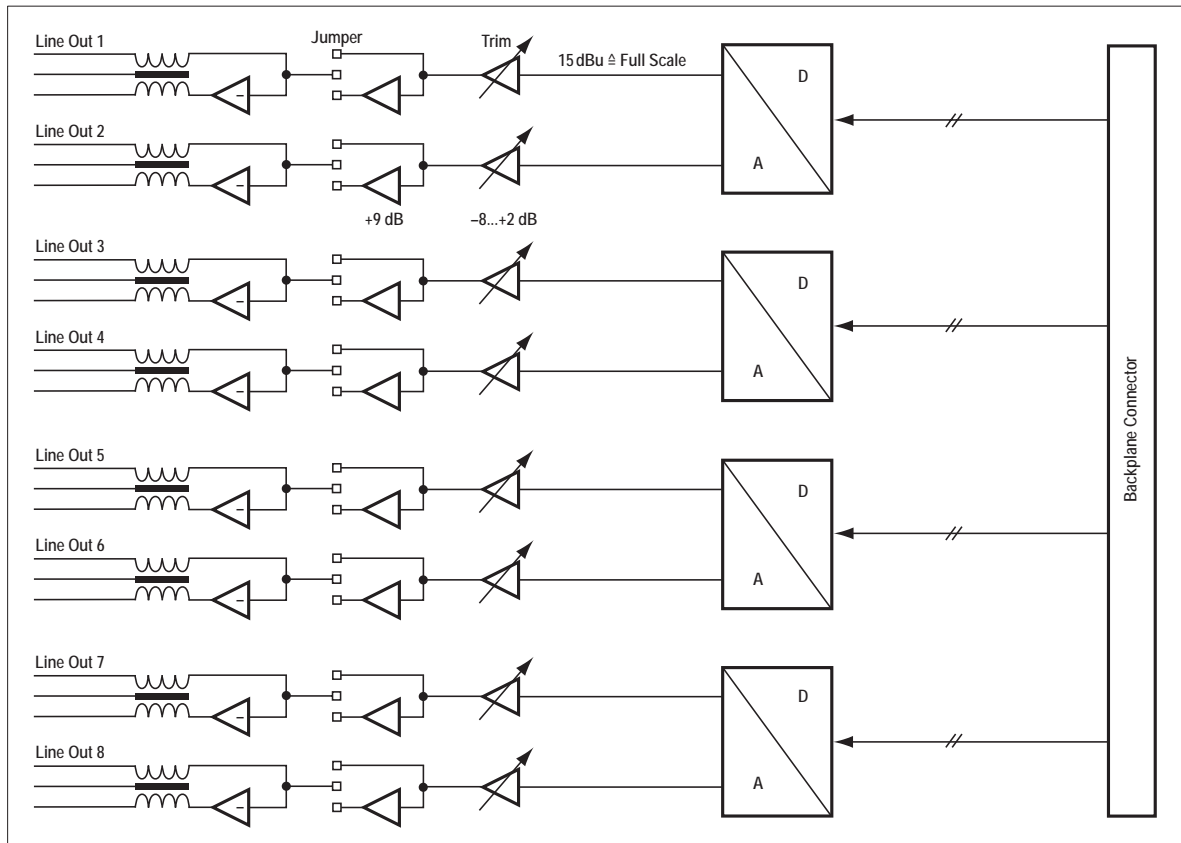 Line Out 1
Jumper
Trim
15 dBu ≙ Full Scale
D
A
Line Out 2
+9 dB
–8...+2 dB
Line Out 3
D
A
Line Out 4
Line Out 5
D
A
Line Out 6
Line Out 7
D
A
Line Out 8
Backplane Connector